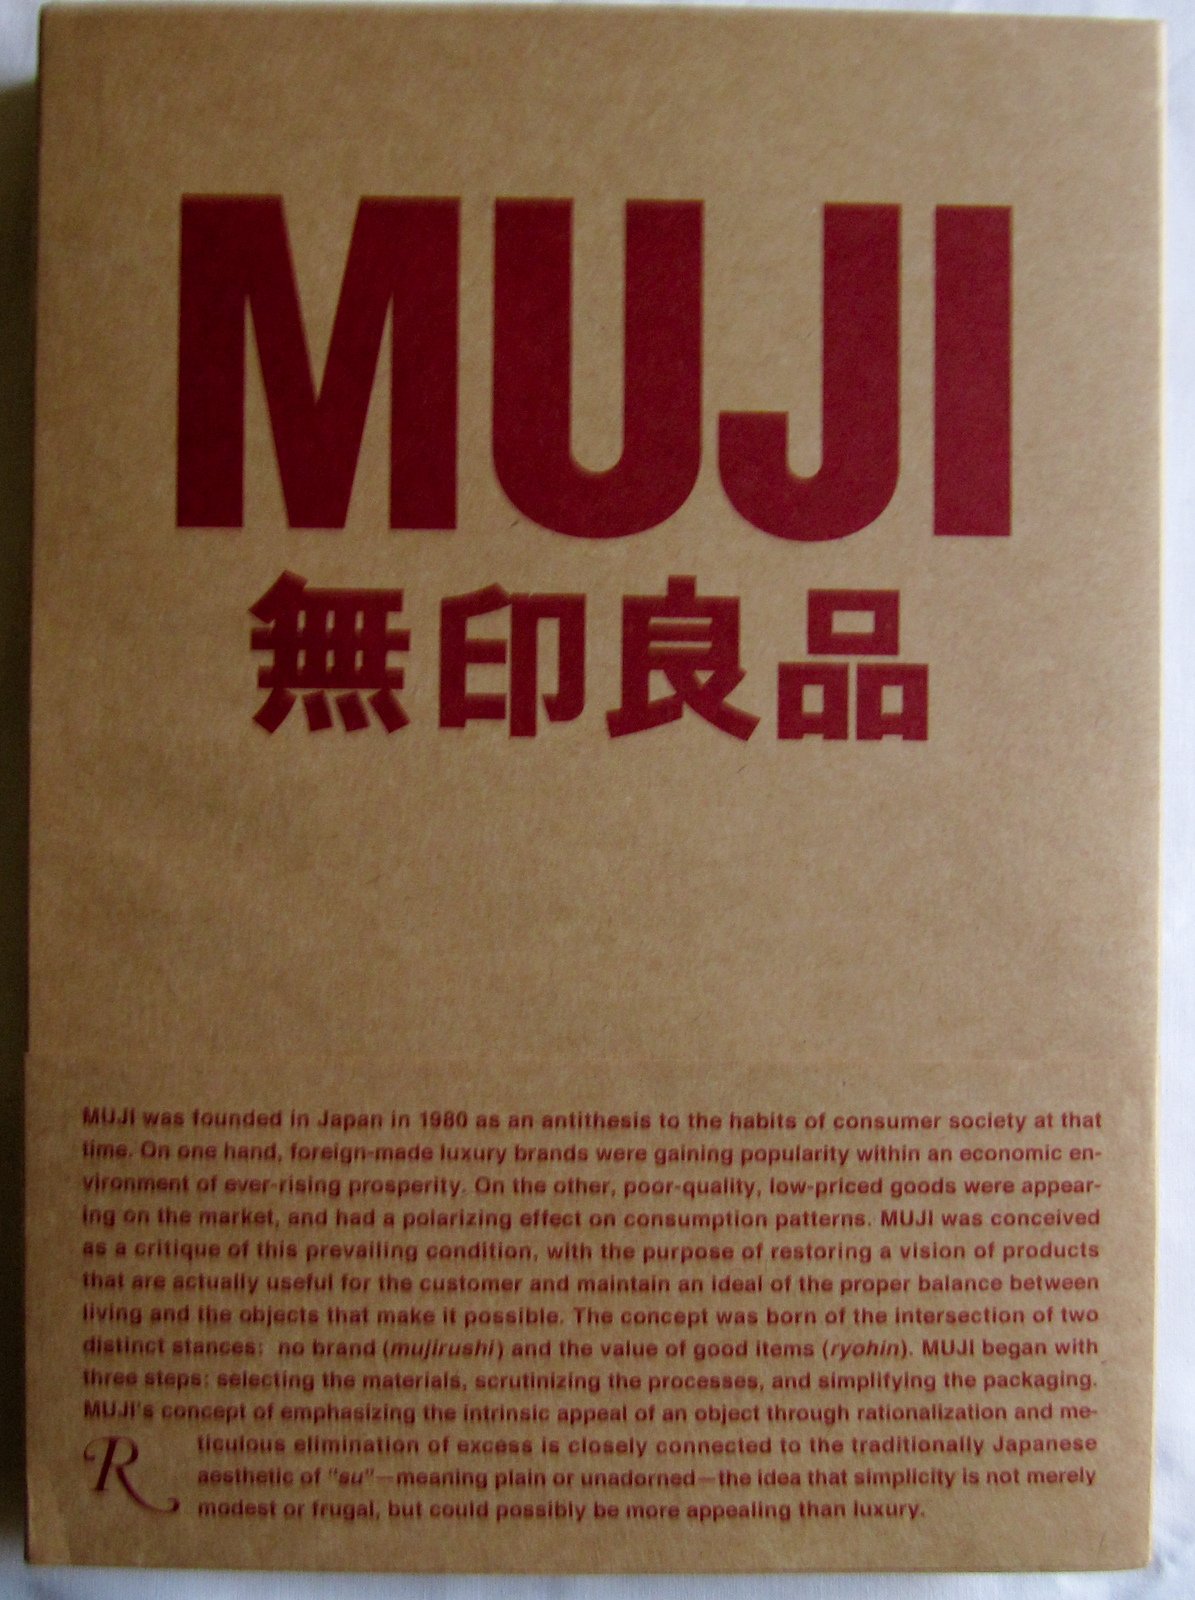 MUJI
無印良品
MUJI was founded in Japan in 1980 as an antithesis to the habits of consumer society at that
time. On one hand, foreign-made luxury brands were gaining popularity within an economic en-
vironment of ever-rising prosperity. On the other, poor-quality, low-priced goods were appear-
ing on the market, and had a polarizing effect on consumption patterns. MUJI was conceived
as a critique of this prevailing condition, with the purpose of restoring a vision of products
that are actually useful for the customer and maintain an ideal of the proper balance between
living and the objects that make it possible. The concept was born of the intersection of two
distinct stances: no brand (mujirushi) and the value of good items (ryohin). MUJI began with
three steps: selecting the materials, scrutinizing the processes, and simplifying the packaging.
MUJI's concept of emphasizing the intrinsic appeal of an object through rationalization and me-
ticulous elimination of excess is closely connected to the traditionally Japanese
aesthetic of "su"—meaning plain or unadorned—the idea that simplicity is not merely
modest or frugal, but could possibly be more appealing than luxury.
R